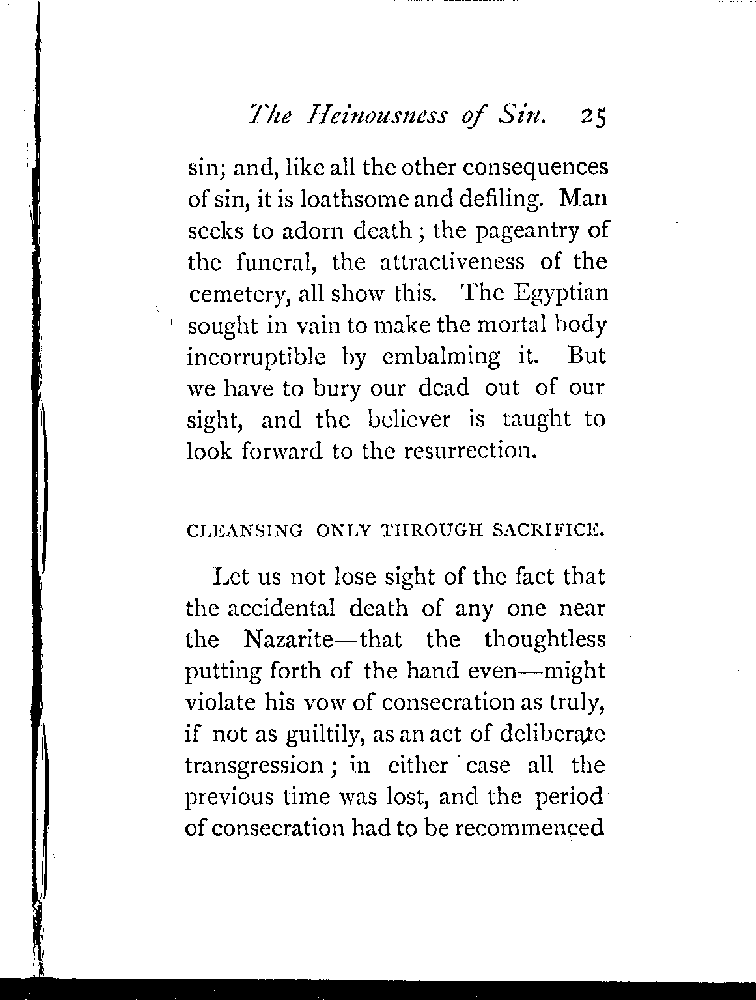 The Heinousness of Sin. 25
sin; and, like all the other consequences
of sin, it is loathsome and defiling. Man
seeks to adorn death; the pageantry of
the funeral, the attractiveness of the
cemetery, all show this. The Egyptian
sought in vain to make the mortal body
incorruptible by embalming it. But
we have to bury our dead out of our
sight, and the believer is taught to
look forward to the resurrection.
CLEANSING ONLY THROUGH SACRIFICE.
Let us not lose sight of the fact that
the accidental death of any one near
the Nazarite—that the thoughtless
putting forth of the hand even—might
violate his vow of consecration as truly,
if not as guiltily, as an act of deliberate
transgression; in either case all the
previous time was lost, and the period
of consecration had to be recommenced